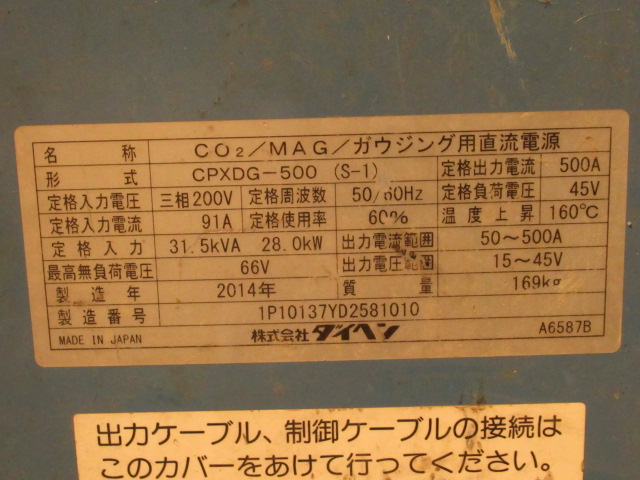 名称 CO₂/MAG/ガウジング用直流電源
形式 CPXDG-500 (S-1) 定格出力電流 500A
定格入力電圧 三相200V 定格周波数 50/60Hz 定格負荷電圧 45V
定格入力電流 91A 定格使用率 60% 温度上昇 160℃
定格入力 31.5kVA 28.0kW 出力電流範囲 50~500A
最高無負荷電圧 66V 出力電圧範囲 15~45V
製造年 2014年 質量 169kg
製造番号 1P10137YD2581010
MADE IN JAPAN 株式会社ダイヘン A6587B
出力ケーブル、制御ケーブルの接続は
このカバーをあけて行ってください。